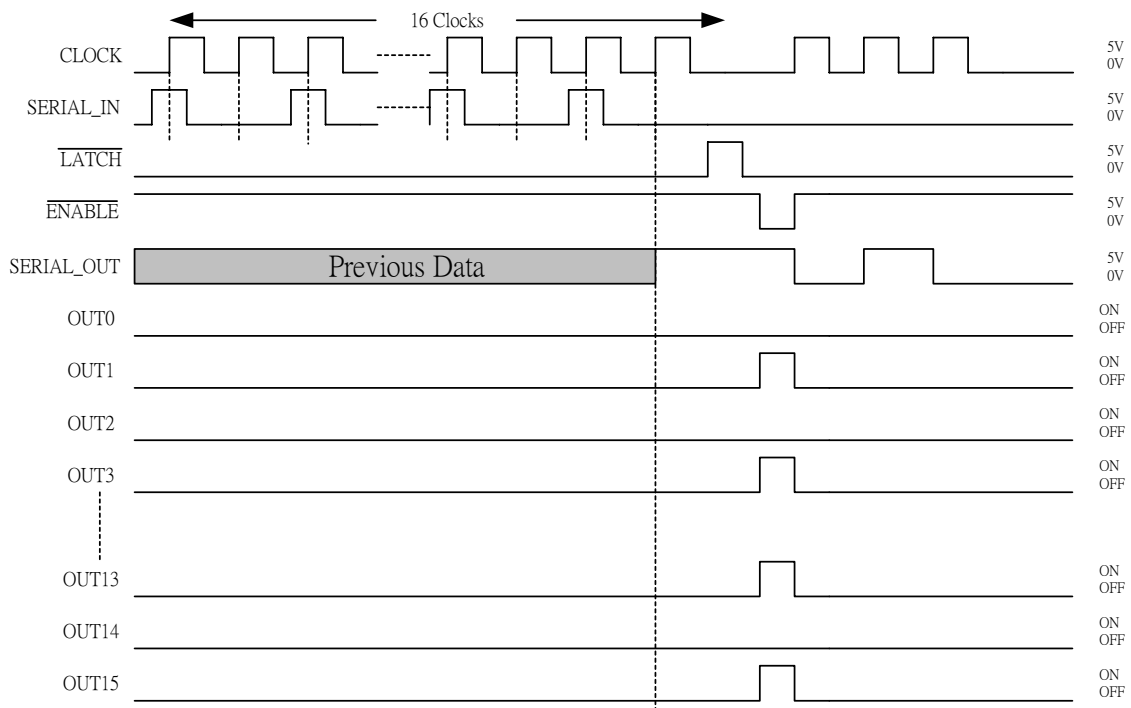 16 Clocks
CLOCK
5V
0V
SERIAL_IN
5V
0V
LATCH
5V
0V
ENABLE
5V
0V
SERIAL_OUT
Previous Data
5V
0V
OUT0
ON
OFF
OUT1
ON
OFF
OUT2
ON
OFF
OUT3
ON
OFF
OUT13
ON
OFF
OUT14
ON
OFF
OUT15
ON
OFF